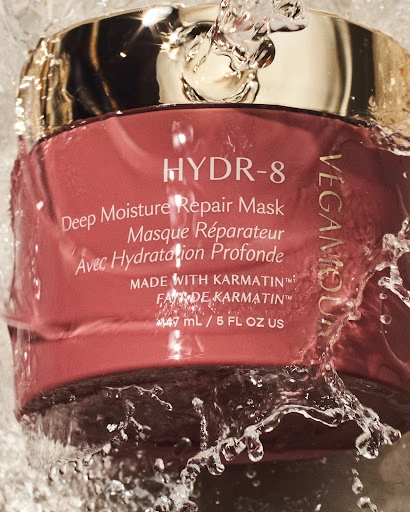 HYDR-8
Deep Moisture Repair Mask
Masque Réparateur
Avec Hydratation Profonde
MADE WITH KARMATIN™
FAIT DE KARMATIN™
147 mL / 5 FL OZ US
VEGAMOUR